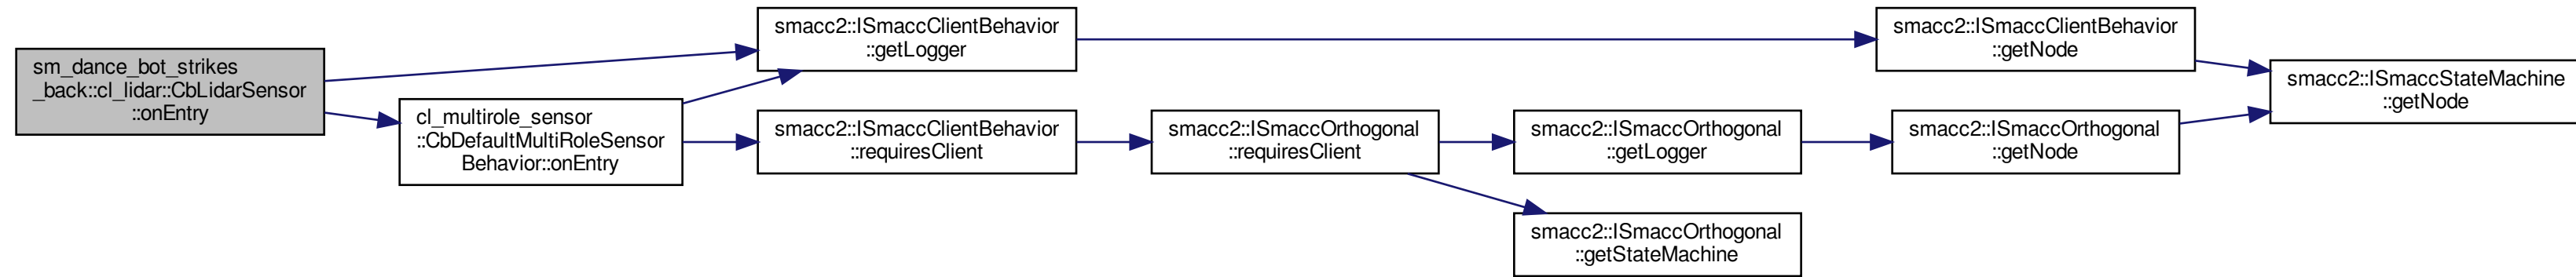 sm_dance_bot_strikes
_back::cl_lidar::CbLidarSensor
::onEntry
smacc2::ISmaccClientBehavior
::getLogger
cl_multirole_sensor
::CbDefaultMultiRoleSensor
Behavior::onEntry
smacc2::ISmaccClientBehavior
::requiresClient
smacc2::ISmaccOrthogonal
::requiresClient
smacc2::ISmaccOrthogonal
::getLogger
smacc2::ISmaccOrthogonal
::getStateMachine
smacc2::ISmaccClientBehavior
::getNode
smacc2::ISmaccOrthogonal
::getNode
smacc2::ISmaccStateMachine
::getNode